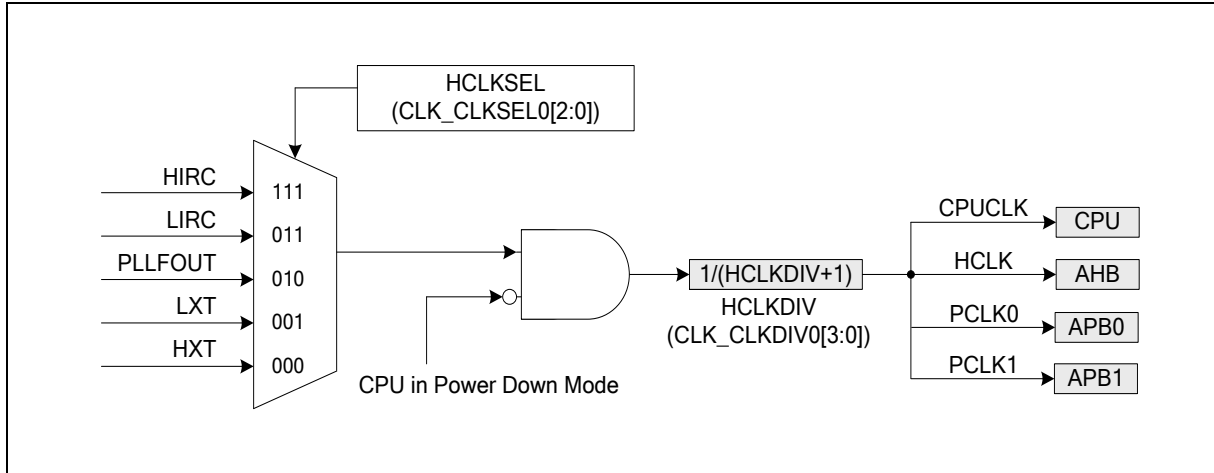 HCLKSEL
(CLK_CLKSEL0[2:0])
HIRC
111
LIRC
011
PLLFOUT
010
LXT
001
HXT
000
CPU in Power Down Mode
1/(HCLKDIV+1)
HCLKDIV
(CLK_CLKDIV0[3:0])
CPUCLK
CPU
HCLK
AHB
PCLK0
APB0
PCLK1
APB1